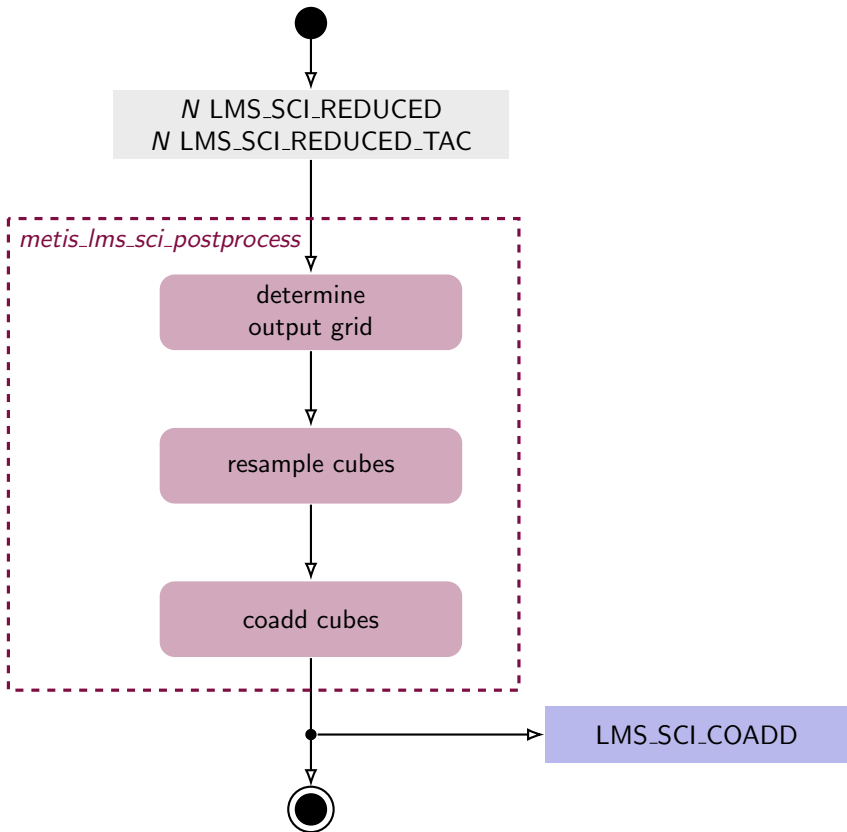 N LMS_SCI_REDUCED
N LMS_SCI_REDUCED_TAC
metis_lms_sci_postprocess
determine
output grid
resample cubes
coadd cubes
LMS_SCI_COADD